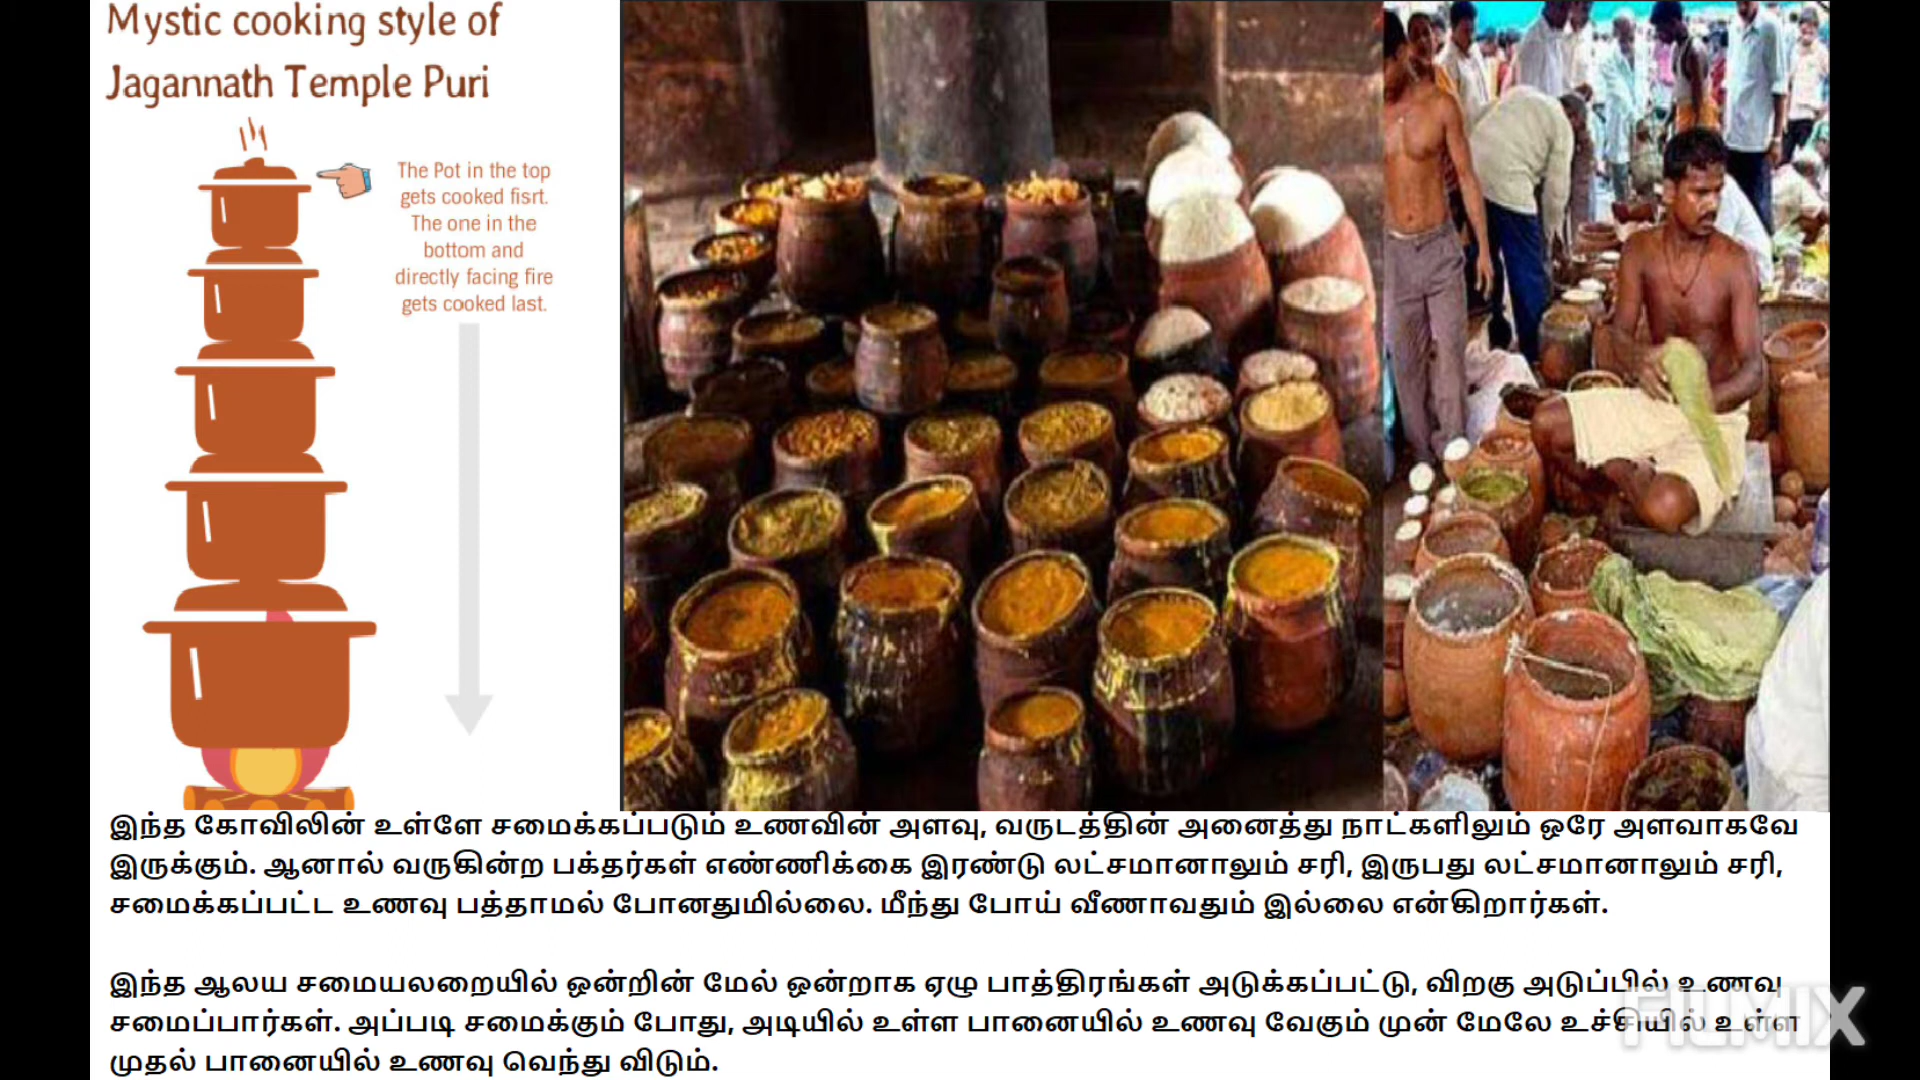 Mystic cooking style of
Jagannath Temple Puri
The Pot in the top
gets cooked fisrt.
The one in the
bottom and
directly facing fire
gets cooked last.
இந்த கோவிலின் உள்ளே சமைக்கப்படும் உணவின் அளவு, வருடத்தின் அனைத்து நாட்களிலும் ஒரே அளவாகவே
இருக்கும். ஆனால் வருகின்ற பக்தர்கள் எண்ணிக்கை இரண்டு லட்சமானாலும் சரி, இருபது லட்சமானாலும் சரி,
சமைக்கப்பட்ட உணவு பத்தாமல் போனதுமில்லை. மீந்து போய் வீணாவதும் இல்லை என்கிறார்கள்.
இந்த ஆலய சமையலறையில் ஒன்றின் மேல் ஒன்றாக ஏழு பாத்திரங்கள் அடுக்கப்பட்டு, விறகு அடுப்பில் உணவு
சமைப்பார்கள். அப்படி சமைக்கும் போது, அடியில் உள்ள பானையில் உணவு வேகும் முன் மேலே உச்சியில் உள்ள
முதல் பானையில் உணவு வெந்து விடும்.
FILMIX